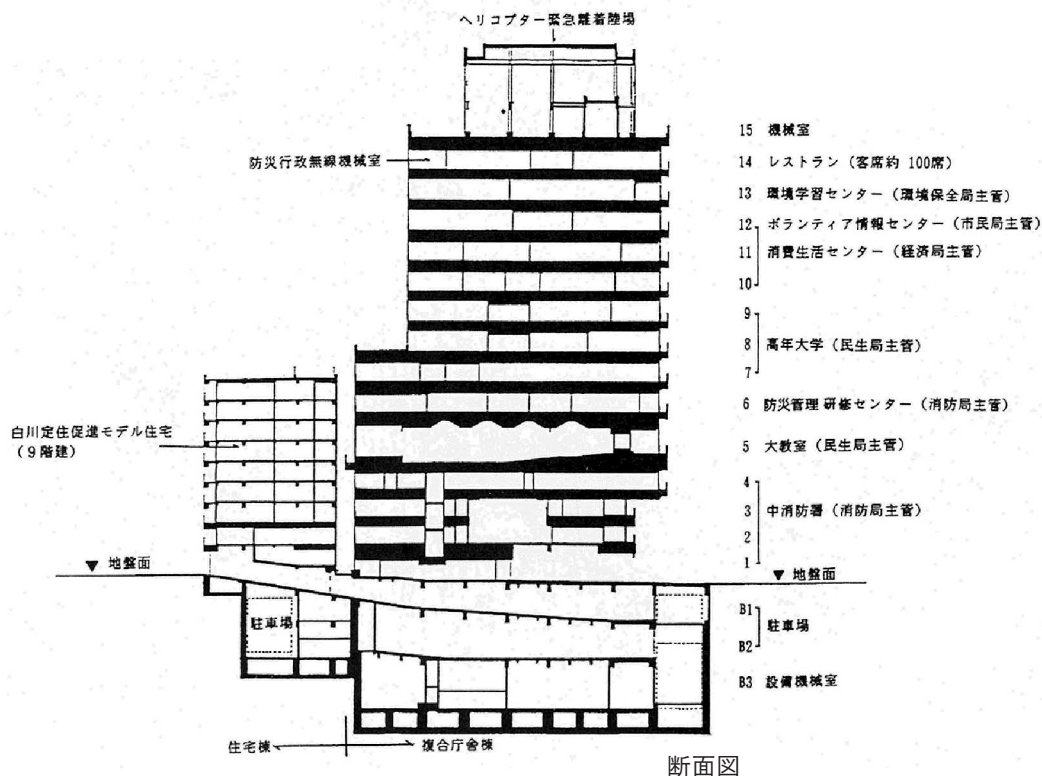 ヘリコプター緊急離着陸場
防災行政無線機械室
白川定住促進モデル住宅
(9階建)
15 機械室
14 レストラン (客席約 100席)
13 環境学習センター (環境保全局主管)
12 ボランティア情報センター (市民局主管)
11 消費生活センター (経済局主管)
10
9
8 高年大学 (民生局主管)
7
6 防災管理研修センター (消防局主管)
5 大教室 (民生局主管)
4
3 中消防署 (消防局主管)
2
1
▼ 地盤面
▼ 地盤面
駐車場
B1
駐車場
B2
B3 設備機械室
住宅棟
複合庁舎棟
断面図